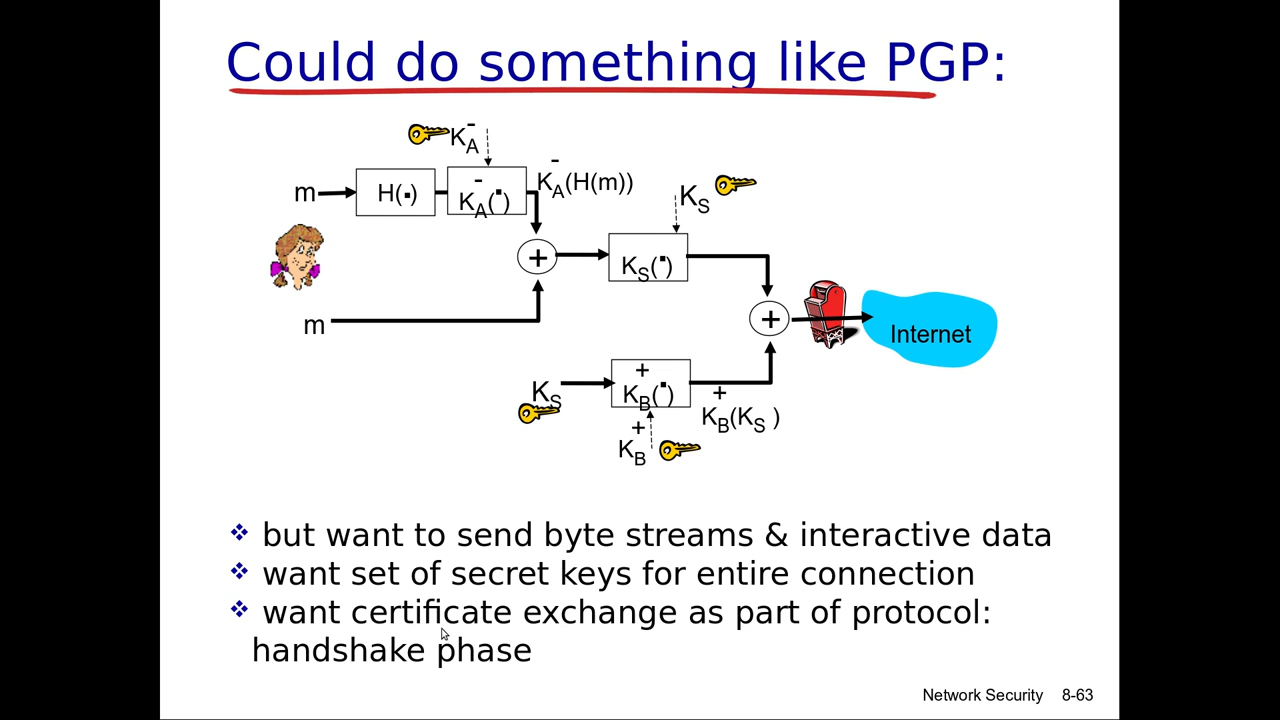 Could do something like PGP:
K_A^-
m
H(·)
K_A^-(·)
K_A^-(H(m))
K_S
+
K_S(·)
m
+
Internet
K_S
K_B^+(·)
K_B^+(K_S )
K_B^+
❖ but want to send byte streams & interactive data
❖ want set of secret keys for entire connection
❖ want certificate exchange as part of protocol:
handshake phase
Network Security 8-63